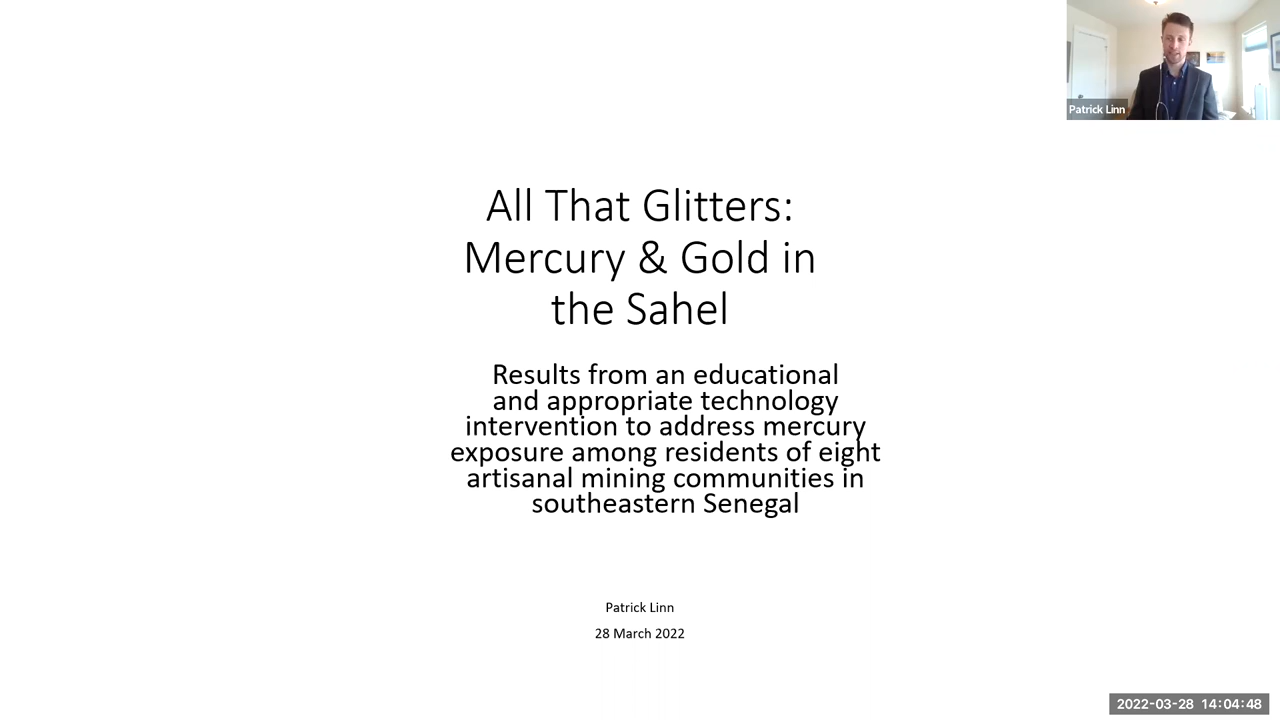 Patrick Linn
All That Glitters:
Mercury & Gold in
the Sahel
Results from an educational
and appropriate technology
intervention to address mercury
exposure among residents of eight
artisanal mining communities in
southeastern Senegal
Patrick Linn
28 March 2022
2022-03-28 14:04:48